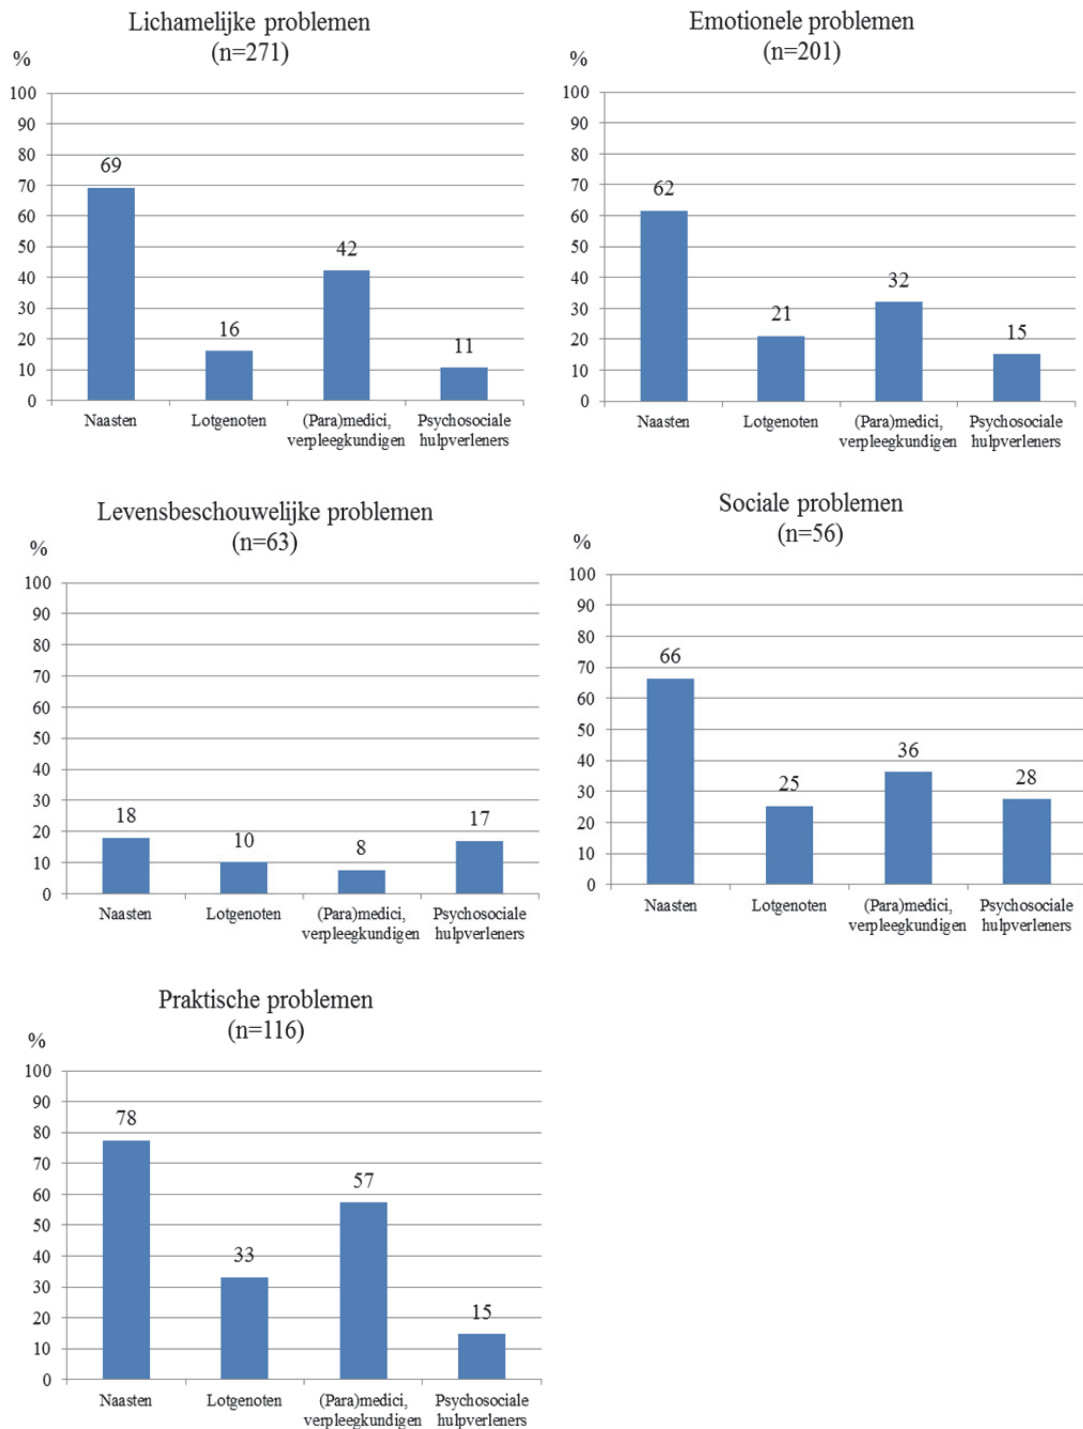 Lichamelijke problemen
(n=271)
%
100
90
80
70
60
50
40
30
20
10
0
69
16
42
11
Naasten
Lotgenoten
(Para)medici,
verpleegkundigen
Psychosociale
hulpverleners
Emotionele problemen
(n=201)
%
100
90
80
70
60
50
40
30
20
10
0
62
21
32
15
Naasten
Lotgenoten
(Para)medici,
verpleegkundigen
Psychosociale
hulpverleners
Levensbeschouwelijke problemen
(n=63)
%
100
90
80
70
60
50
40
30
20
10
0
18
10
8
17
Naasten
Lotgenoten
(Para)medici,
verpleegkundigen
Psychosociale
hulpverleners
Sociale problemen
(n=56)
%
100
90
80
70
60
50
40
30
20
10
0
66
25
36
28
Naasten
Lotgenoten
(Para)medici,
verpleegkundigen
Psychosociale
hulpverleners
Praktische problemen
(n=116)
%
100
90
80
70
60
50
40
30
20
10
0
78
33
57
15
Naasten
Lotgenoten
(Para)medici,
verpleegkundigen
Psychosociale
hulpverleners